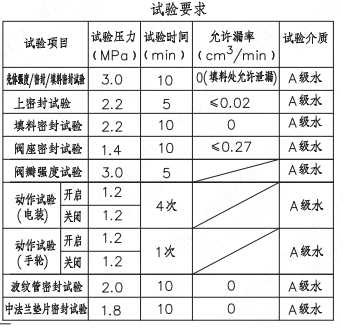 试验要求
试验项目 试验压力(MPa) 试验时间(min) 允许漏率(cm³/min) 试验介质
壳体强度/密封/填料密封试验 3.0 10 0(填料处允许泄漏) A级水
上密封试验 2.2 5 ≤0.02 A级水
填料密封试验 2.2 10 0 A级水
阀座密封试验 1.4 10 ≤0.27 A级水
阀瓣强度试验 3.0 5 A级水
动作试验(电装) 开启 1.2 4次 A级水
关闭 1.2
动作试验(手轮) 开启 1.2 1次 A级水
关闭 1.2
波纹管密封试验 2.0 10 0 A级水
中法兰垫片密封试验 1.8 10 0 A级水